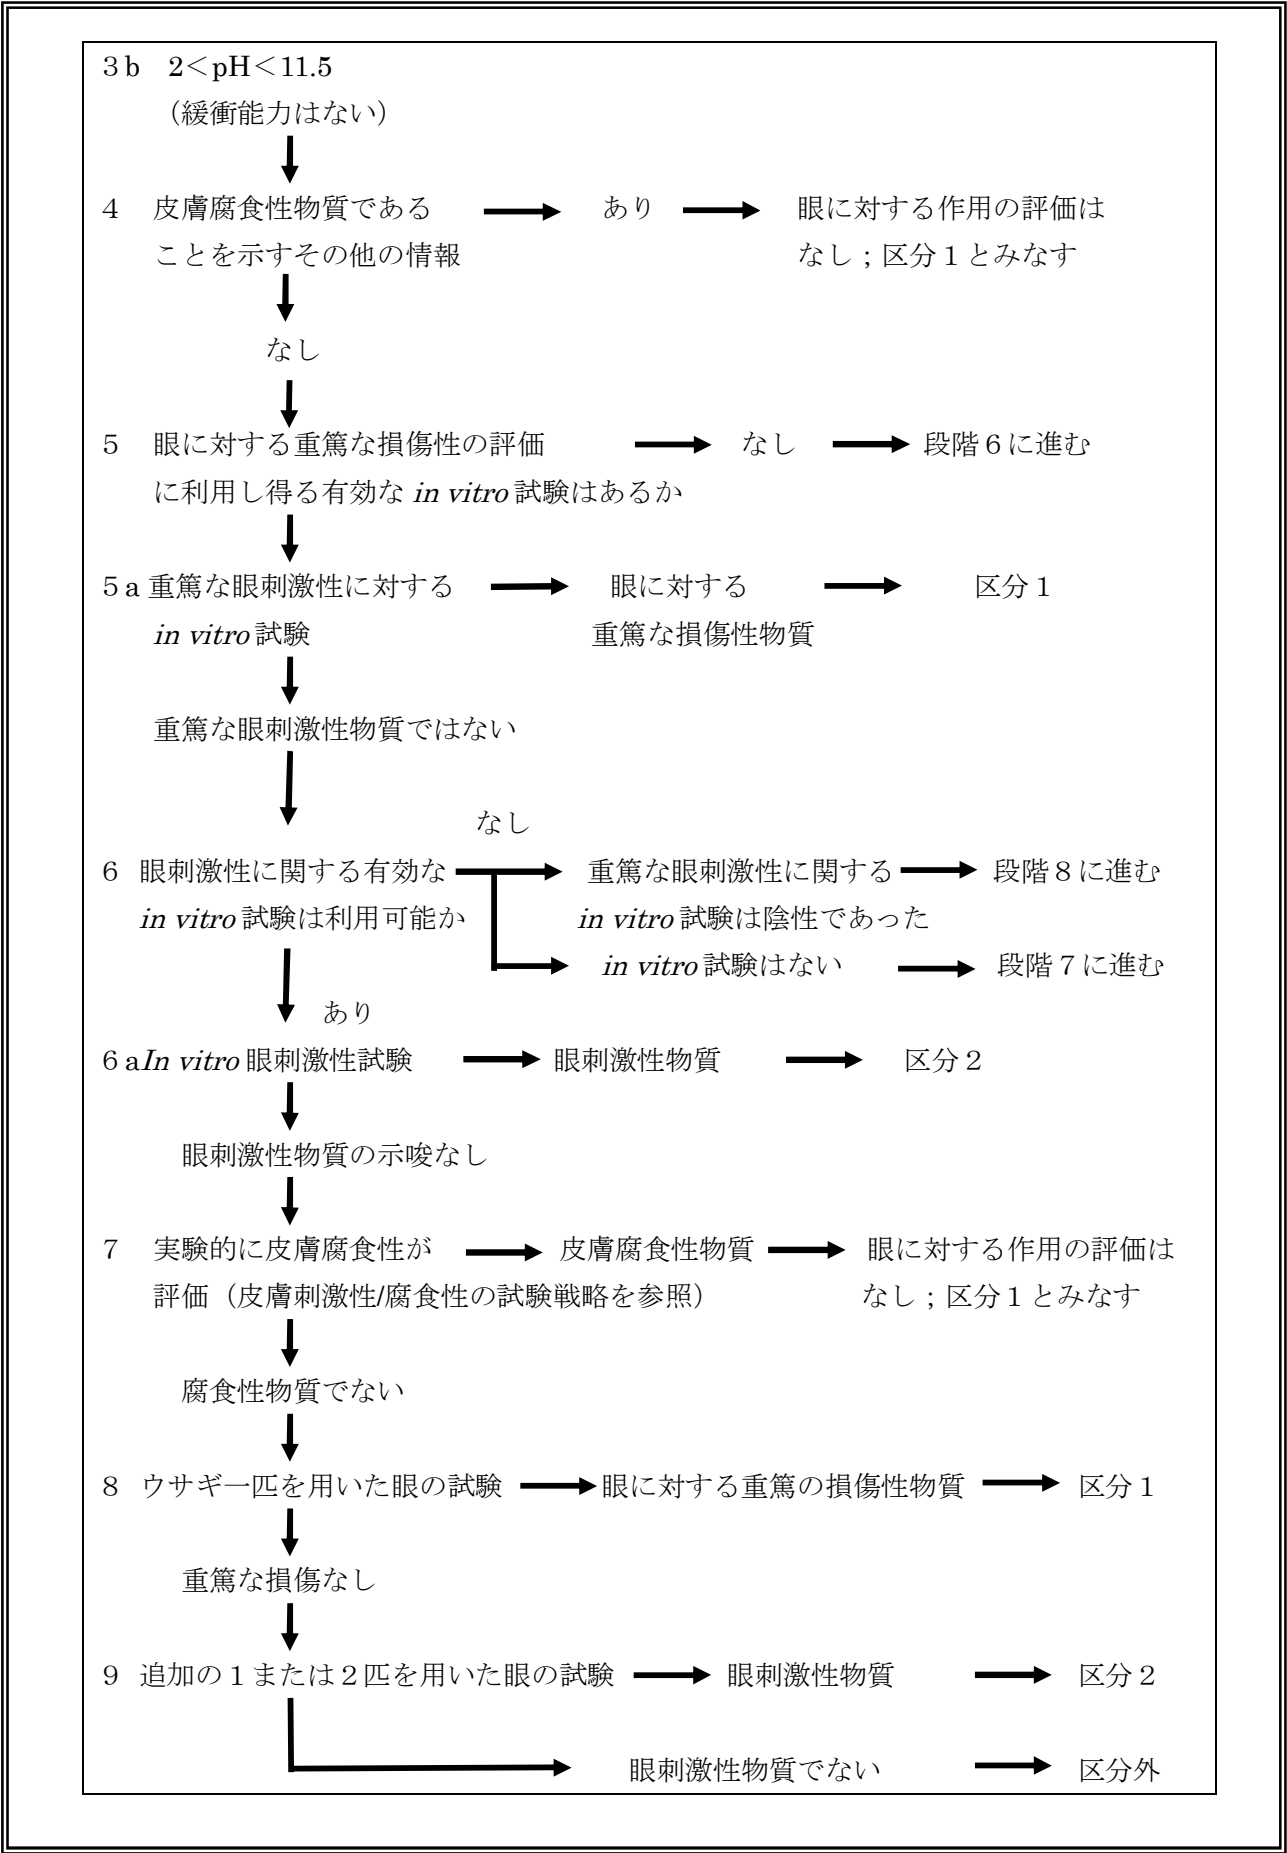 ３b　2＜pH＜11.5
（緩衝能力はない）
４　皮膚腐食性物質である　あり　眼に対する作用の評価は
ことを示すその他の情報　なし；区分１とみなす
なし
５　眼に対する重篤な損傷性の評価　なし　段階６に進む
に利用し得る有効な in vitro 試験はあるか
５a 重篤な眼刺激性に対する　眼に対する　区分１
in vitro 試験　重篤な損傷性物質
重篤な眼刺激性物質ではない
なし
６ 眼刺激性に関する有効な　重篤な眼刺激性に関する　段階８に進む
in vitro 試験は利用可能か　in vitro 試験は陰性であった
in vitro 試験はない　段階７に進む
あり
６aIn vitro 眼刺激性試験　眼刺激性物質　区分２
眼刺激性物質の示唆なし
７　実験的に皮膚腐食性が　皮膚腐食性物質　眼に対する作用の評価は
評価（皮膚刺激性/腐食性の試験戦略を参照）　なし；区分１とみなす
腐食性物質でない
８ ウサギ一匹を用いた眼の試験　眼に対する重篤の損傷性物質　区分１
重篤な損傷なし
９ 追加の１または２匹を用いた眼の試験　眼刺激性物質　区分２
眼刺激性物質でない　区分外